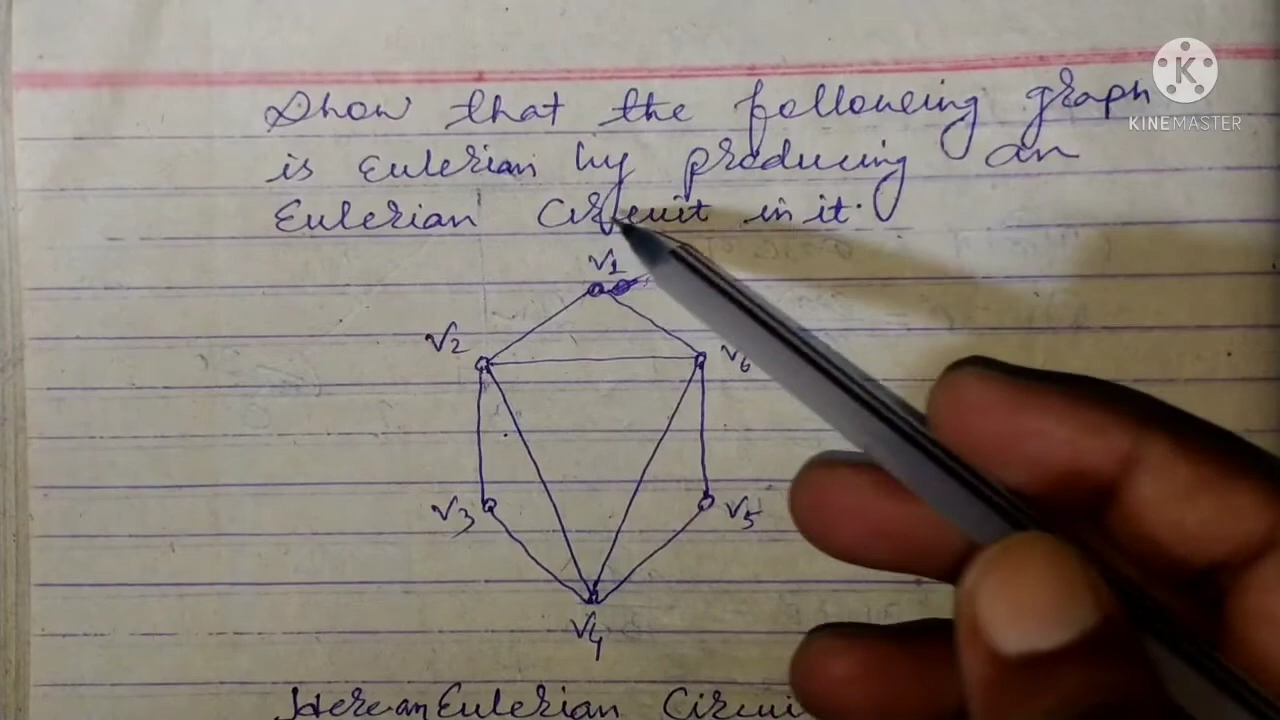 Show that the following graph
is Eulerian by producing an
Eulerian Circuit in it.
V1
V2
V6
V3
V5
V4
Here an Eulerian Circui
K
KINEMASTER